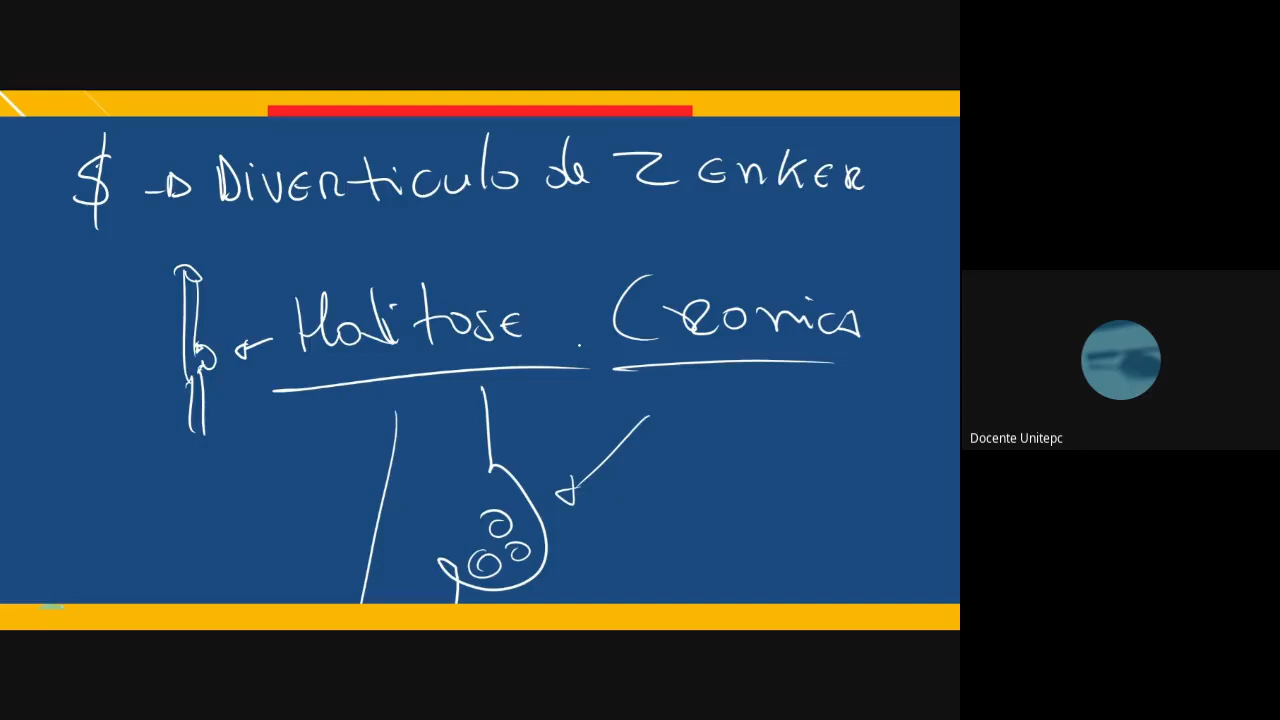 $ → Diverticulo de Zenker
← Halitose Cronica
Docente Unitepc